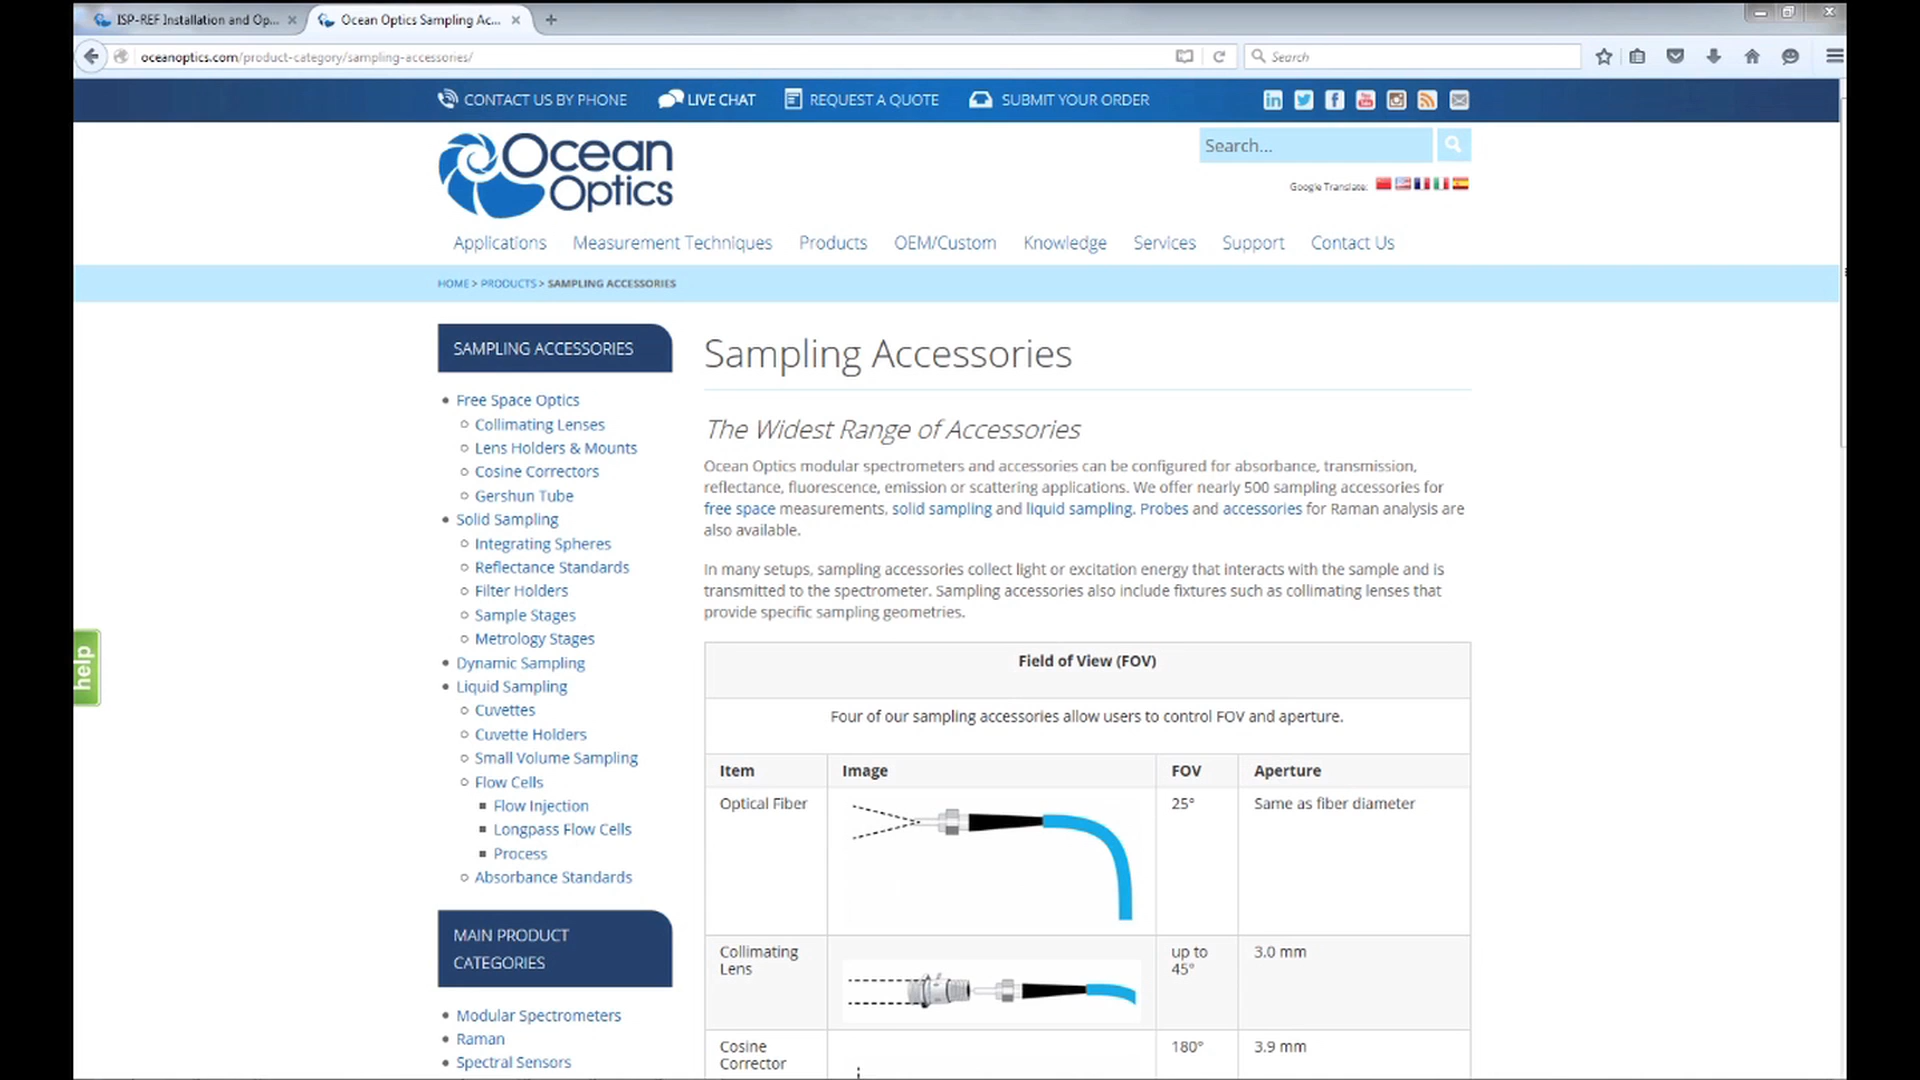 ISP-REF Installation and Op...
Ocean Optics Sampling Ac...
oceanoptics.com/product-category/sampling-accessories/
Search
CONTACT US BY PHONE
LIVE CHAT
REQUEST A QUOTE
SUBMIT YOUR ORDER
Ocean
Optics
Search...
Google Translate:
Applications
Measurement Techniques
Products
OEM/Custom
Knowledge
Services
Support
Contact Us
HOME > PRODUCTS > SAMPLING ACCESSORIES
SAMPLING ACCESSORIES
Free Space Optics
Collimating Lenses
Lens Holders & Mounts
Cosine Correctors
Gershun Tube
Solid Sampling
Integrating Spheres
Reflectance Standards
Filter Holders
Sample Stages
Metrology Stages
Dynamic Sampling
Liquid Sampling
Cuvettes
Cuvette Holders
Small Volume Sampling
Flow Cells
Flow Injection
Longpass Flow Cells
Process
Absorbance Standards
MAIN PRODUCT
CATEGORIES
Modular Spectrometers
Raman
Spectral Sensors
help
Sampling Accessories
The Widest Range of Accessories
Ocean Optics modular spectrometers and accessories can be configured for absorbance, transmission,
reflectance, fluorescence, emission or scattering applications. We offer nearly 500 sampling accessories for
free space measurements, solid sampling and liquid sampling. Probes and accessories for Raman analysis are
also available.
In many setups, sampling accessories collect light or excitation energy that interacts with the sample and is
transmitted to the spectrometer. Sampling accessories also include fixtures such as collimating lenses that
provide specific sampling geometries.
Field of View (FOV)
Four of our sampling accessories allow users to control FOV and aperture.
Item
Image
FOV
Aperture
Optical Fiber
25°
Same as fiber diameter
Collimating
Lens
up to
45°
3.0 mm
Cosine
Corrector
180°
3.9 mm